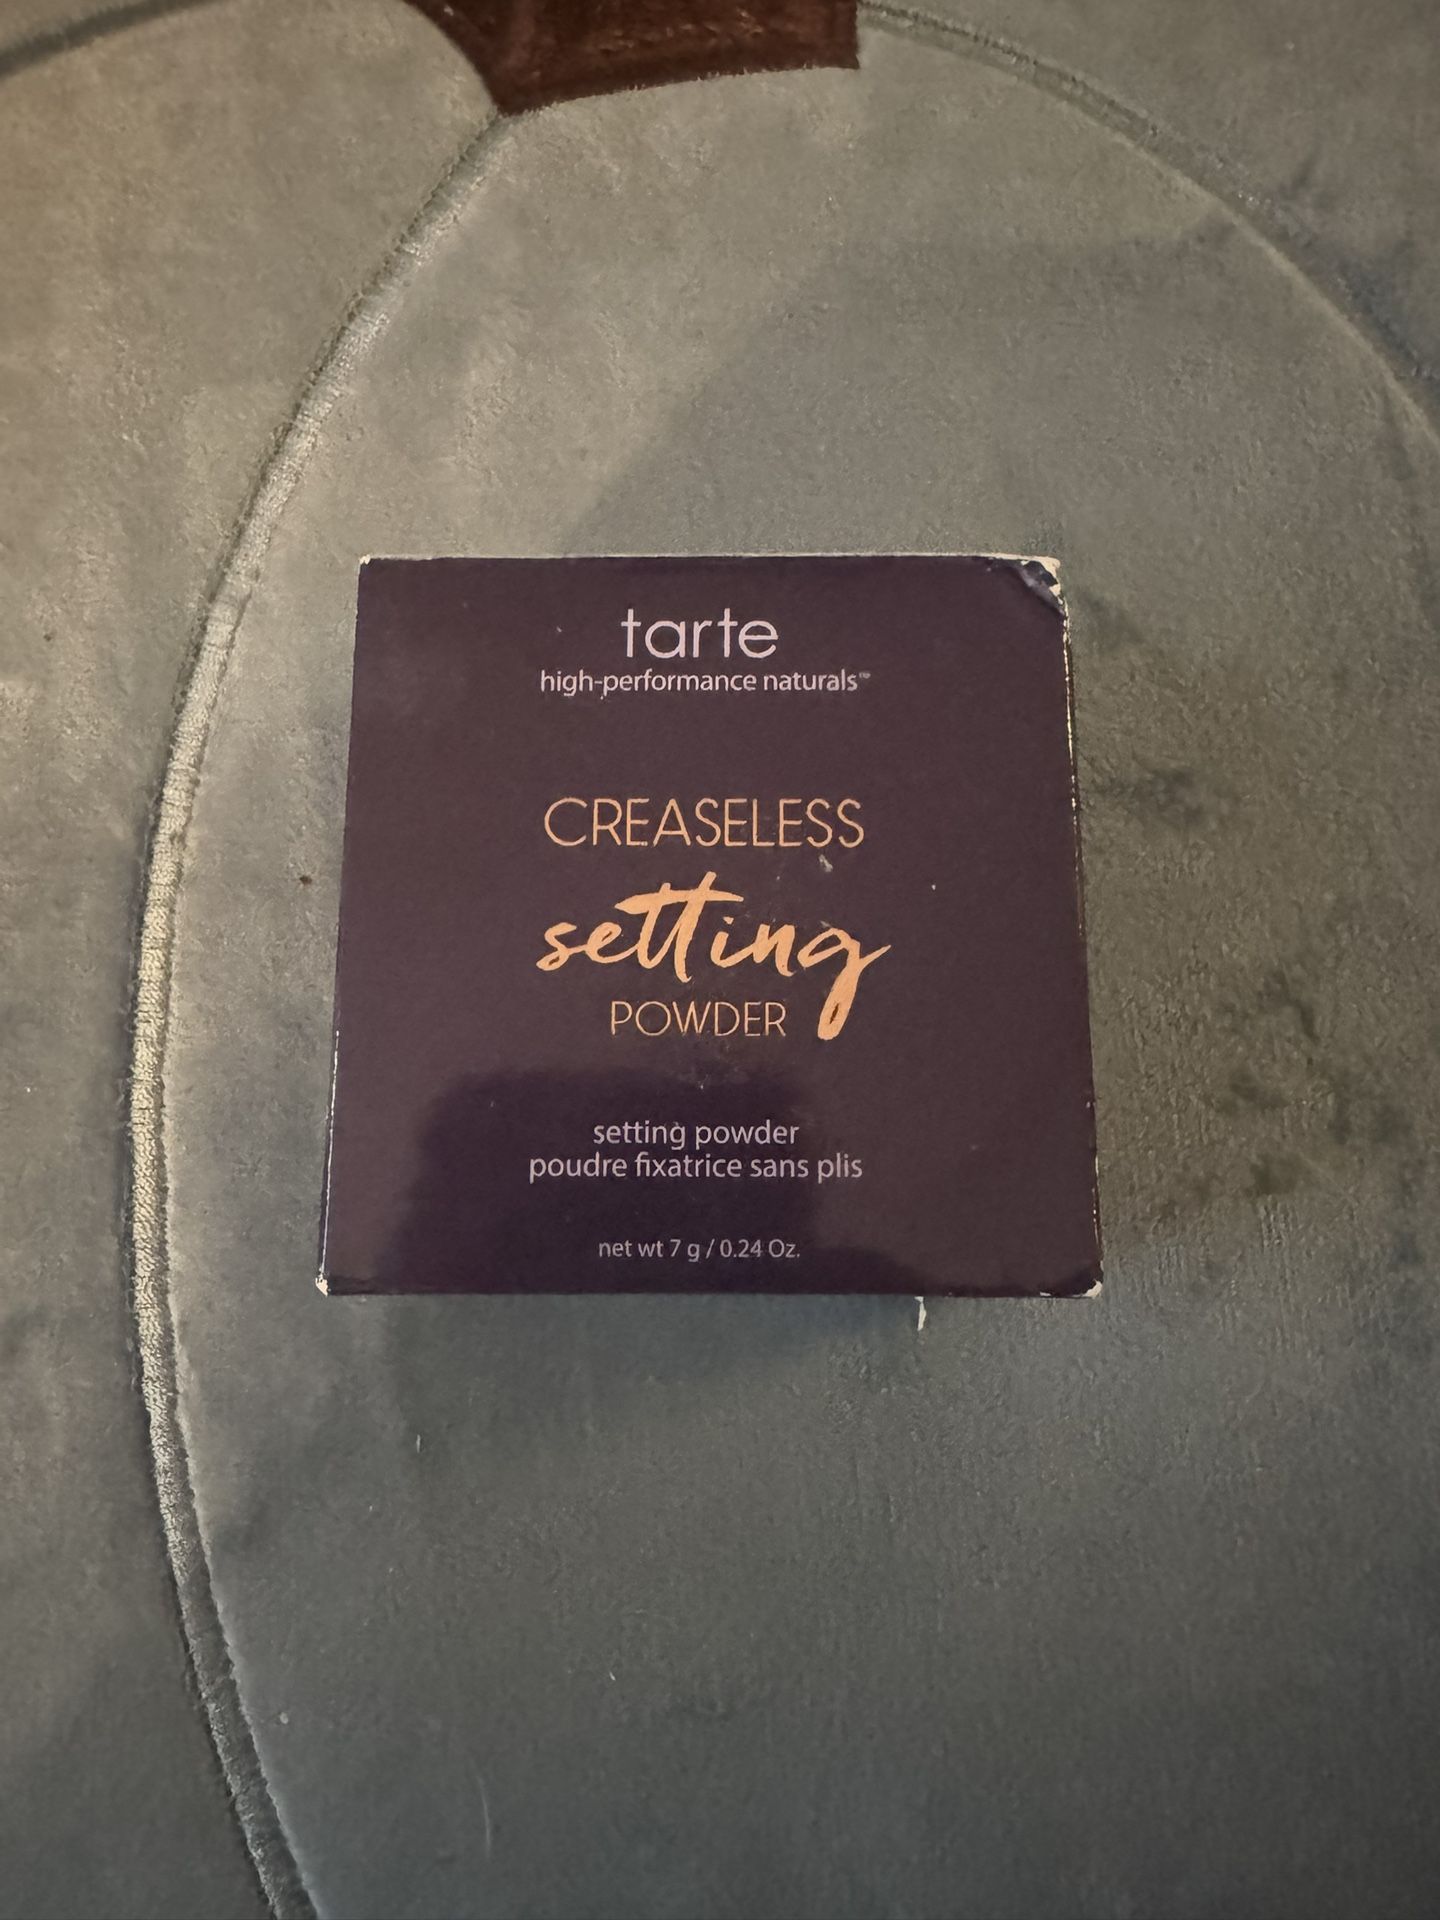 tarte
high-performance naturals™
CREASELESS
setting
POWDER
setting powder
poudre fixatrice sans plis
net wt 7 g / 0.24 Oz.